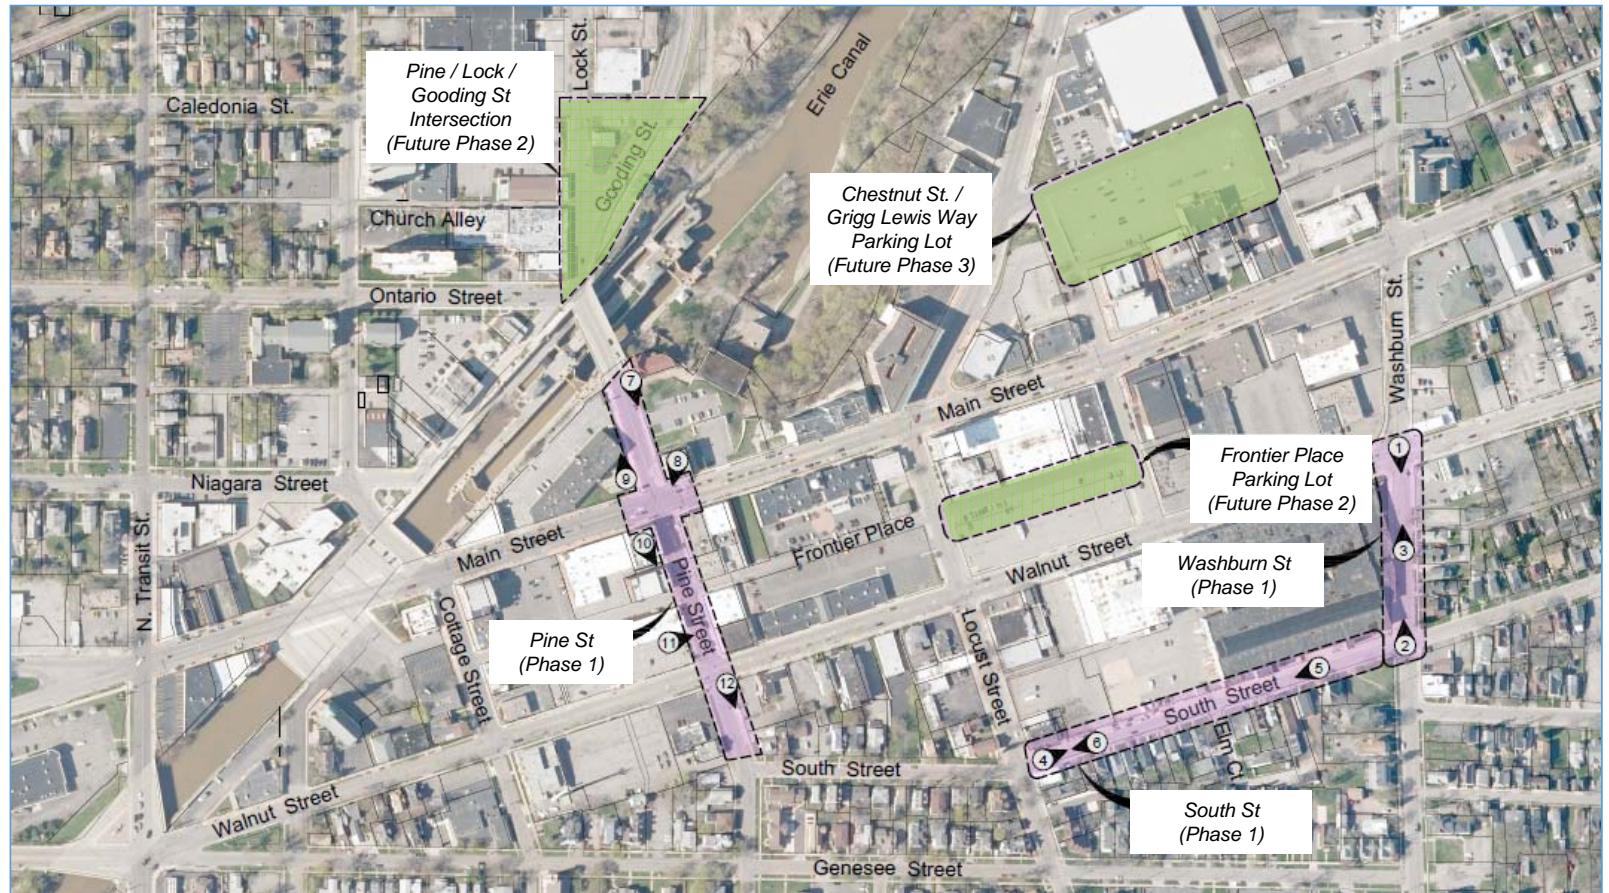 Lock St.
Pine / Lock /
Gooding St
Intersection
(Future Phase 2)
Caledonia St.
Erie Canal
Gooding St.
Church Alley
Chestnut St. /
Grigg Lewis Way
Parking Lot
(Future Phase 3)
Ontario Street
Washburn St.
7
Main Street
8
1
9
Niagara Street
Frontier Place
Parking Lot
(Future Phase 2)
N. Transit St.
Main Street
10
Frontier Place
Walnut Street
3
Washburn St
(Phase 1)
Pine Street
Cottage Street
Pine St
(Phase 1)
11
Locust Street
2
5
12
South Street
6
4
Elm Ct.
South Street
Walnut Street
South St
(Phase 1)
Genesee Street